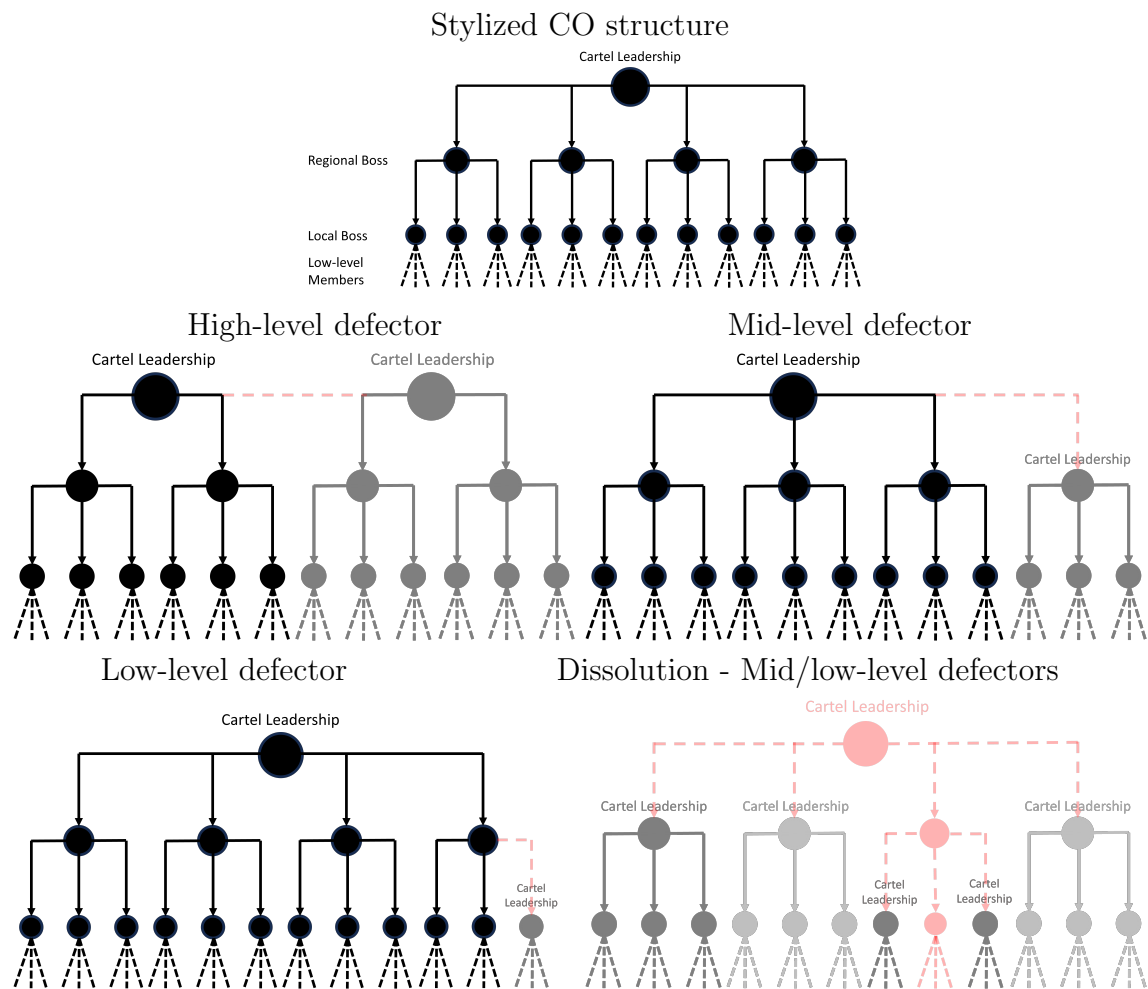 Stylized CO structure
Cartel Leadership
Regional Boss
Local Boss
Low-level
Members
High-level defector
Mid-level defector
Cartel Leadership
Cartel Leadership
Cartel Leadership
Cartel Leadership
Low-level defector
Dissolution - Mid/low-level defectors
Cartel Leadership
Cartel
Leadership
Cartel Leadership
Cartel Leadership
Cartel Leadership
Cartel Leadership
Cartel
Leadership
Cartel
Leadership